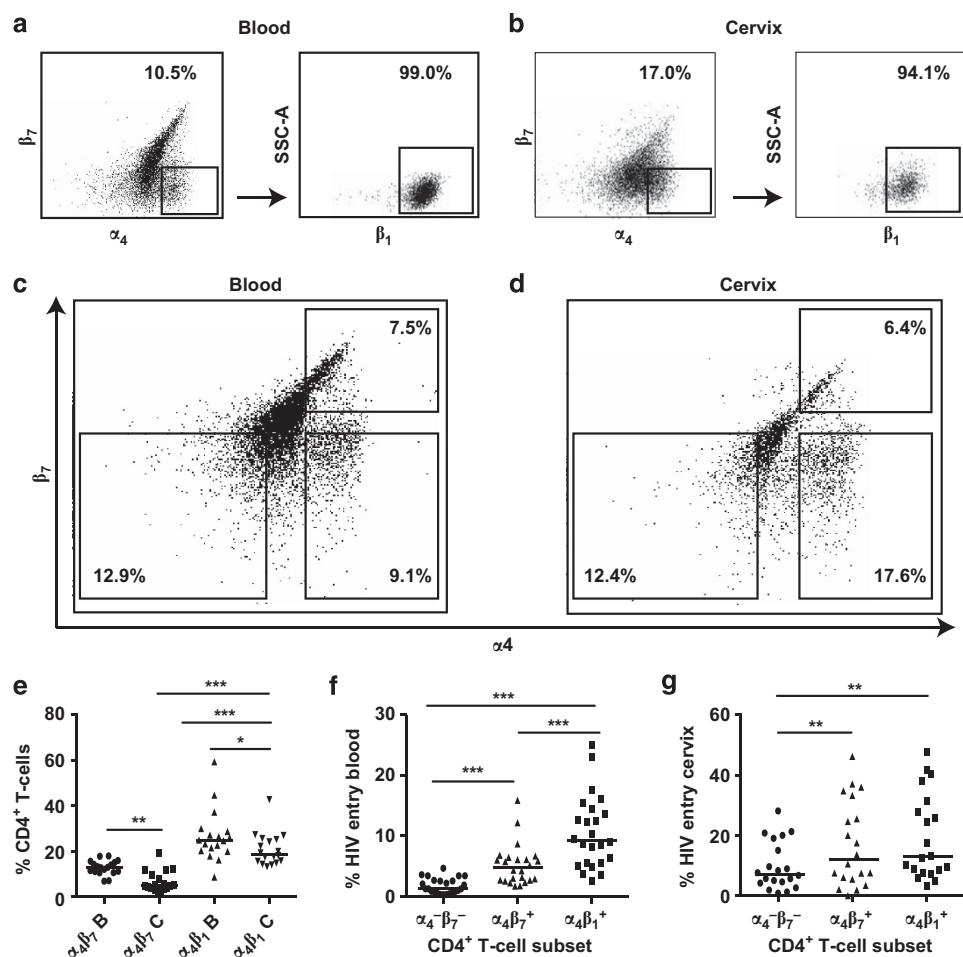 a Blood b Cervix
10.5% 99.0% 17.0% 94.1%
β7 SSC-A β7 SSC-A
α4 β1 α4 β1
c Blood d Cervix
7.5% 6.4%
β7
12.9% 9.1% 12.4% 17.6%
α4
e f g
80
60
40
20
0
% CD4+ T-cells
***
***
*
**
α4β7 B α4β7 C α4β1 B α4β1 C
30
20
10
0
% HIV entry blood
***
***
***
α4-β7- α4β7+ α4β1+
CD4+ T-cell subset
60
40
20
0
% HIV entry cervix
**
**
α4-β7- α4β7+ α4β1+
CD4+ T-cell subset